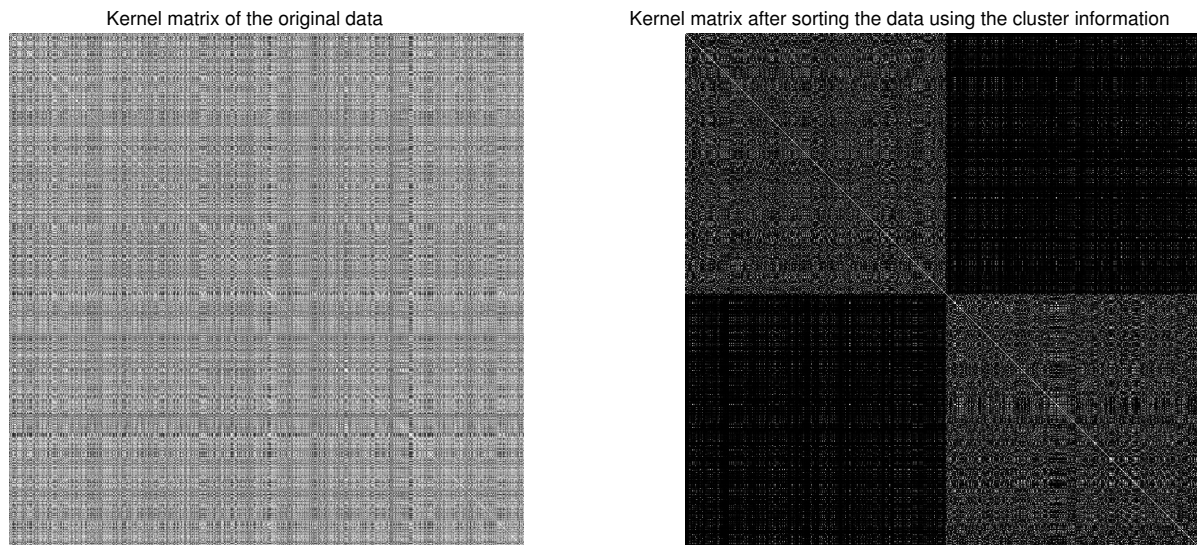 Kernel matrix of the original data
Kernel matrix after sorting the data using the cluster information